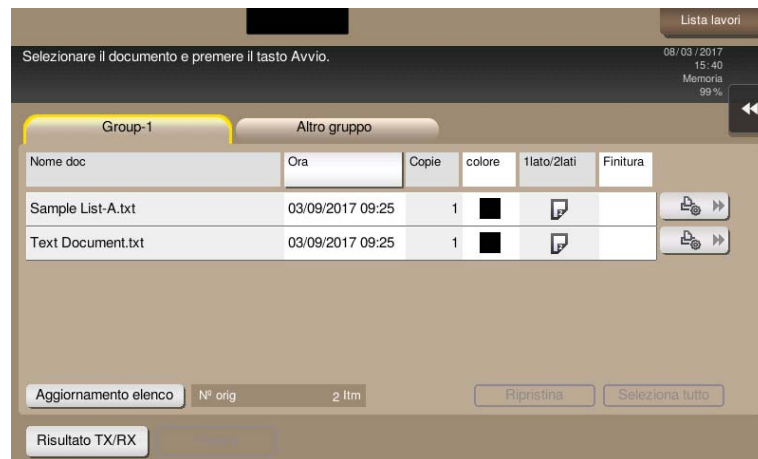 Lista lavori
Selezionare il documento e premere il tasto Avvio.
08/03/2017
15:40
Memoria
99%
Group-1 Altro gruppo
Nome doc Ora Copie colore 1lato/2lati Finitura
Sample List-A.txt 03/09/2017 09:25 1
Text Document.txt 03/09/2017 09:25 1
Aggiornamento elenco Nº orig 2 Itm Ripristina Seleziona tutto
Risultato TX/RX